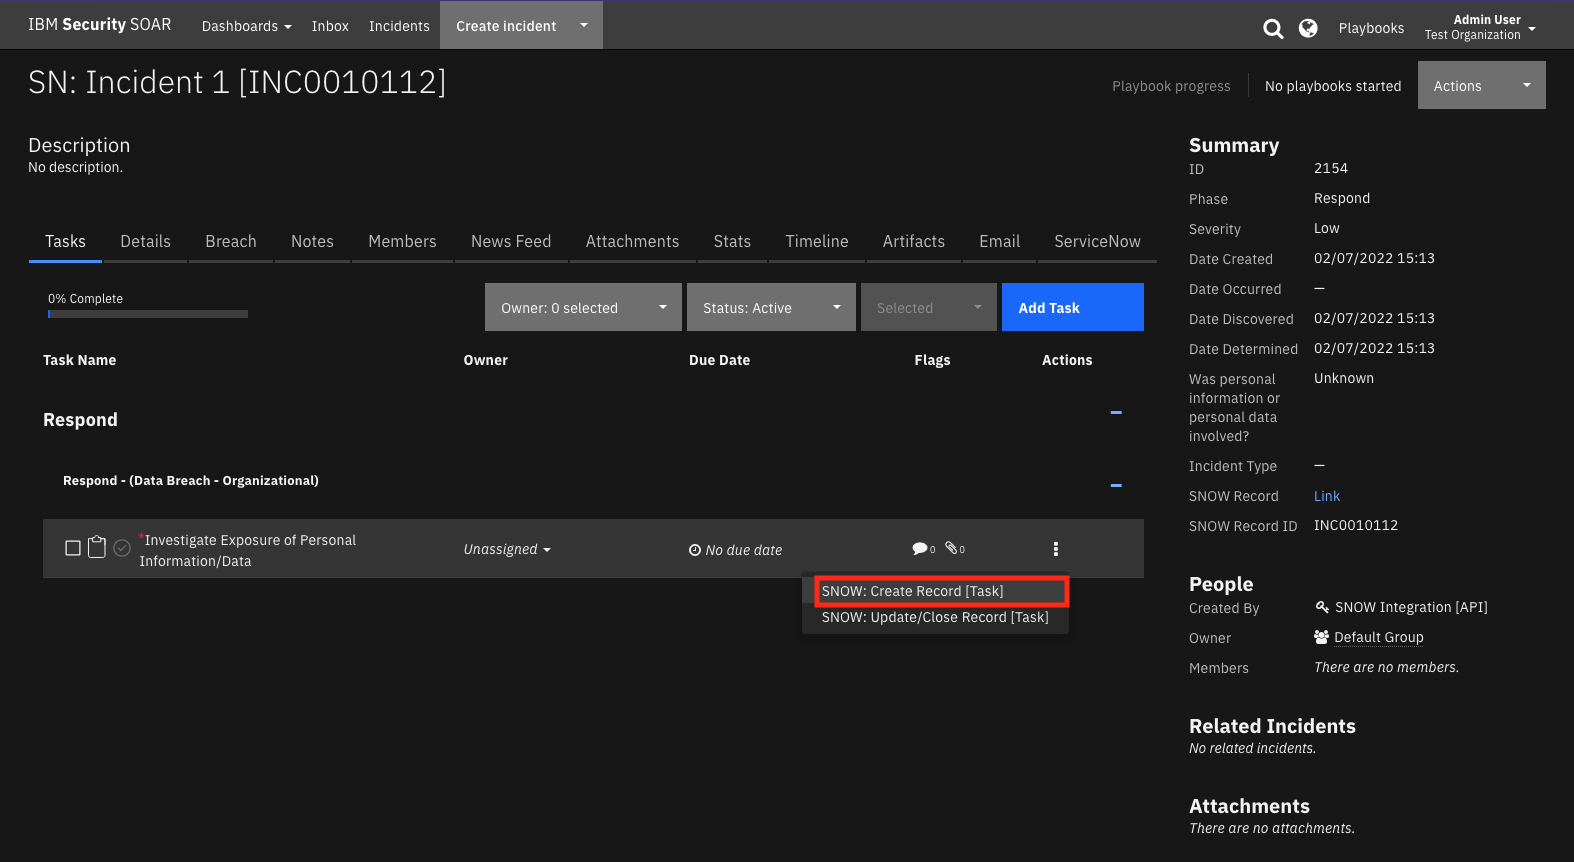 IBM Security SOAR Dashboards Inbox Incidents Create incident Playbooks Admin User
Test Organization
SN: Incident 1 [INC0010112]
Playbook progress No playbooks started Actions
Description
No description.
Tasks Details Breach Notes Members News Feed Attachments Stats Timeline Artifacts Email ServiceNow
0% Complete
Owner: 0 selected Status: Active Selected Add Task
Task Name Owner Due Date Flags Actions
Respond
Respond - (Data Breach - Organizational)
*Investigate Exposure of Personal
Information/Data
Unassigned No due date 0 0
SNOW: Create Record [Task]
SNOW: Update/Close Record [Task]
Summary
ID 2154
Phase Respond
Severity Low
Date Created 02/07/2022 15:13
Date Occurred —
Date Discovered 02/07/2022 15:13
Date Determined 02/07/2022 15:13
Was personal Unknown
information or
personal data
involved?
Incident Type —
SNOW Record Link
SNOW Record ID INC0010112
People
Created By SNOW Integration [API]
Owner Default Group
Members There are no members.
Related Incidents
No related incidents.
Attachments
There are no attachments.